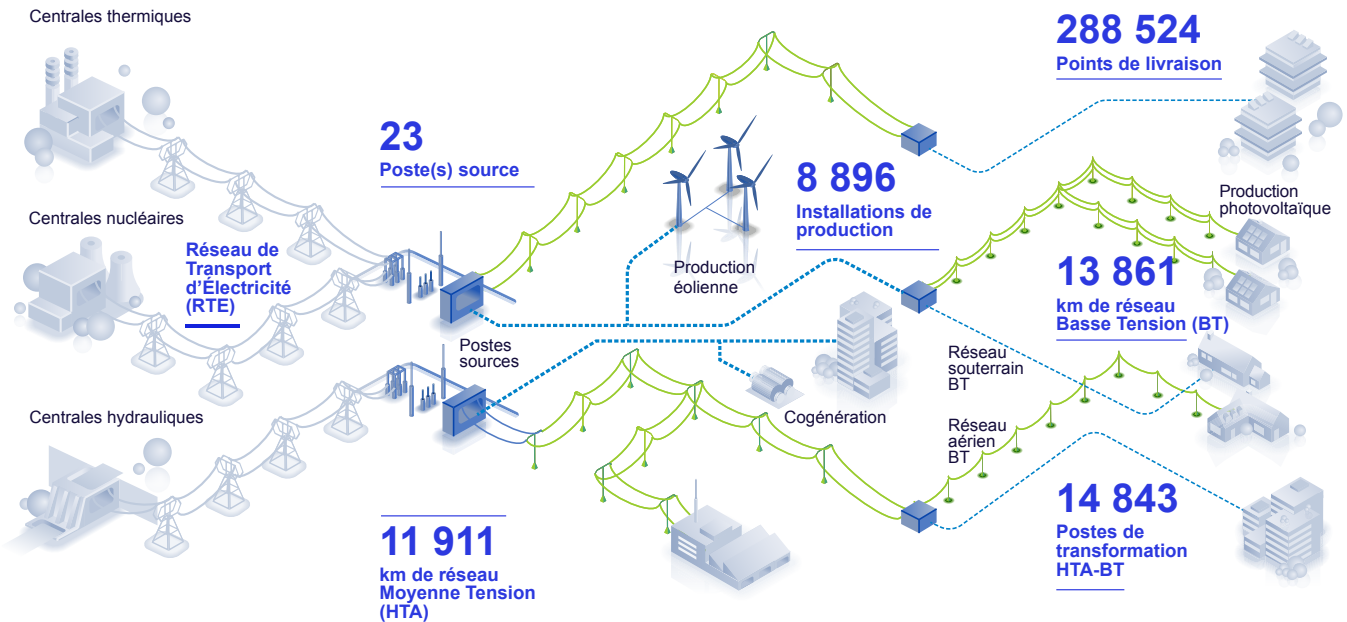 Centrales thermiques
288 524
Points de livraison
23
Poste(s) source
8 896
Installations de
production
Production
photovoltaïque
Centrales nucléaires
Réseau de
Transport
d'Électricité
(RTE)
Production
éolienne
13 861
km de réseau
Basse Tension (BT)
Postes
sources
Réseau
souterrain
BT
Centrales hydrauliques
Cogénération
Réseau
aérien
BT
11 911
km de réseau
Moyenne Tension
(HTA)
14 843
Postes de
transformation
HTA-BT